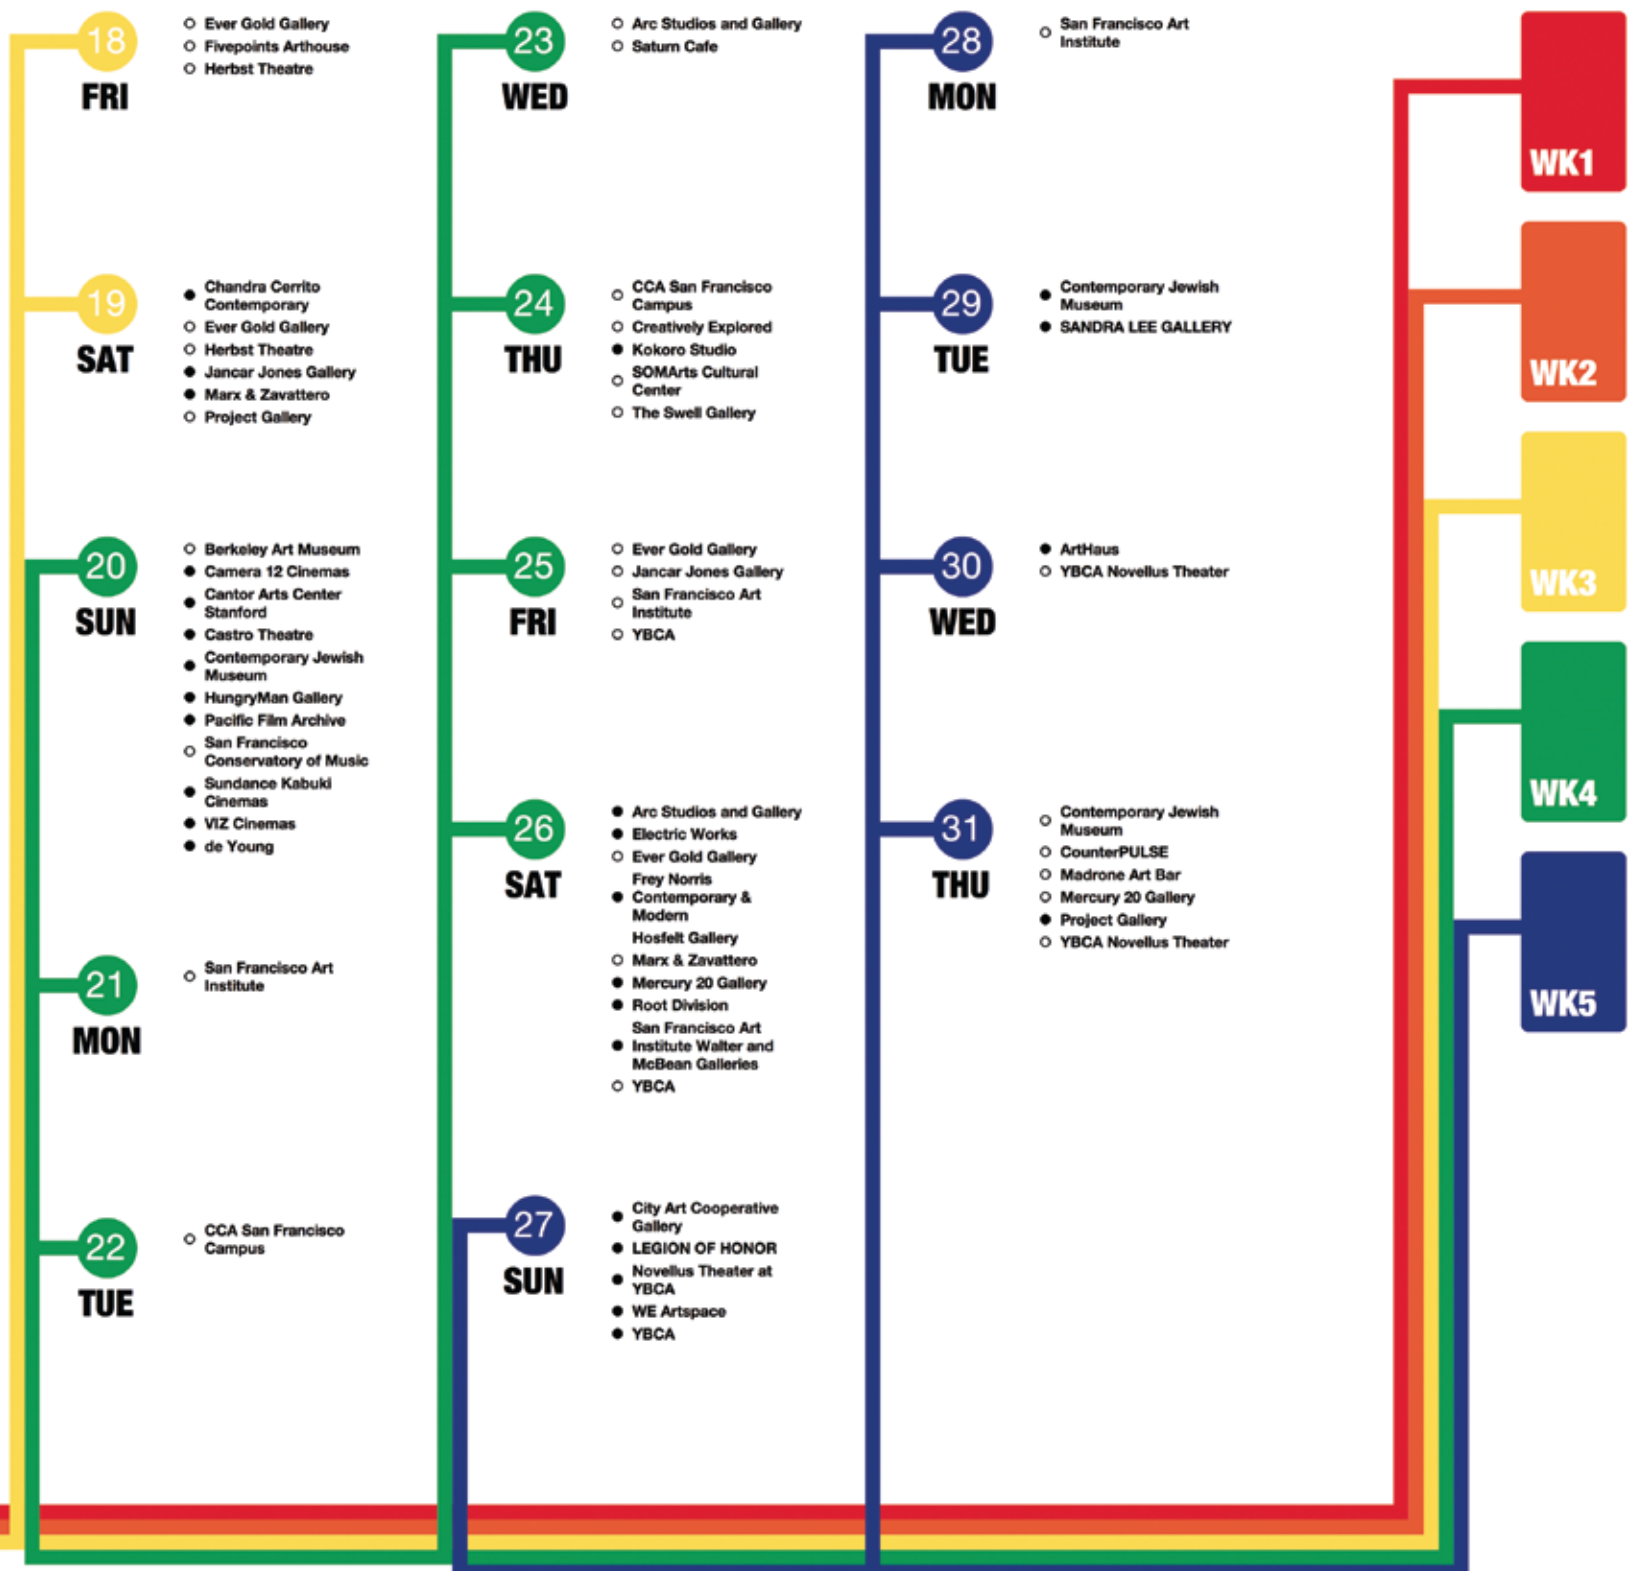 18
FRI
Ever Gold Gallery
Fivepoints Arthouse
Herbst Theatre
19
SAT
Chandra Cerrito
Contemporary
Ever Gold Gallery
Herbst Theatre
Jancar Jones Gallery
Marx & Zavattero
Project Gallery
20
SUN
Berkeley Art Museum
Camera 12 Cinemas
Cantor Arts Center
Stanford
Castro Theatre
Contemporary Jewish
Museum
HungryMan Gallery
Pacific Film Archive
San Francisco
Conservatory of Music
Sundance Kabuki
Cinemas
VIZ Cinemas
de Young
21
MON
San Francisco Art
Institute
22
TUE
CCA San Francisco
Campus
23
WED
Arc Studios and Gallery
Saturn Cafe
24
THU
CCA San Francisco
Campus
Creatively Explored
Kokoro Studio
SOMArts Cultural
Center
The Swell Gallery
25
FRI
Ever Gold Gallery
Jancar Jones Gallery
San Francisco Art
Institute
YBCA
26
SAT
Arc Studios and Gallery
Electric Works
Ever Gold Gallery
Frey Norris
Contemporary &
Modern
Hosfelt Gallery
Marx & Zavattero
Mercury 20 Gallery
Root Division
San Francisco Art
Institute Walter and
McBean Galleries
YBCA
27
SUN
City Art Cooperative
Gallery
LEGION OF HONOR
Novellus Theater at
YBCA
WE Artspace
YBCA
28
MON
San Francisco Art
Institute
29
TUE
Contemporary Jewish
Museum
SANDRA LEE GALLERY
30
WED
ArtHaus
YBCA Novellus Theater
31
THU
Contemporary Jewish
Museum
CounterPULSE
Madrone Art Bar
Mercury 20 Gallery
Project Gallery
YBCA Novellus Theater
WK1
WK2
WK3
WK4
WK5